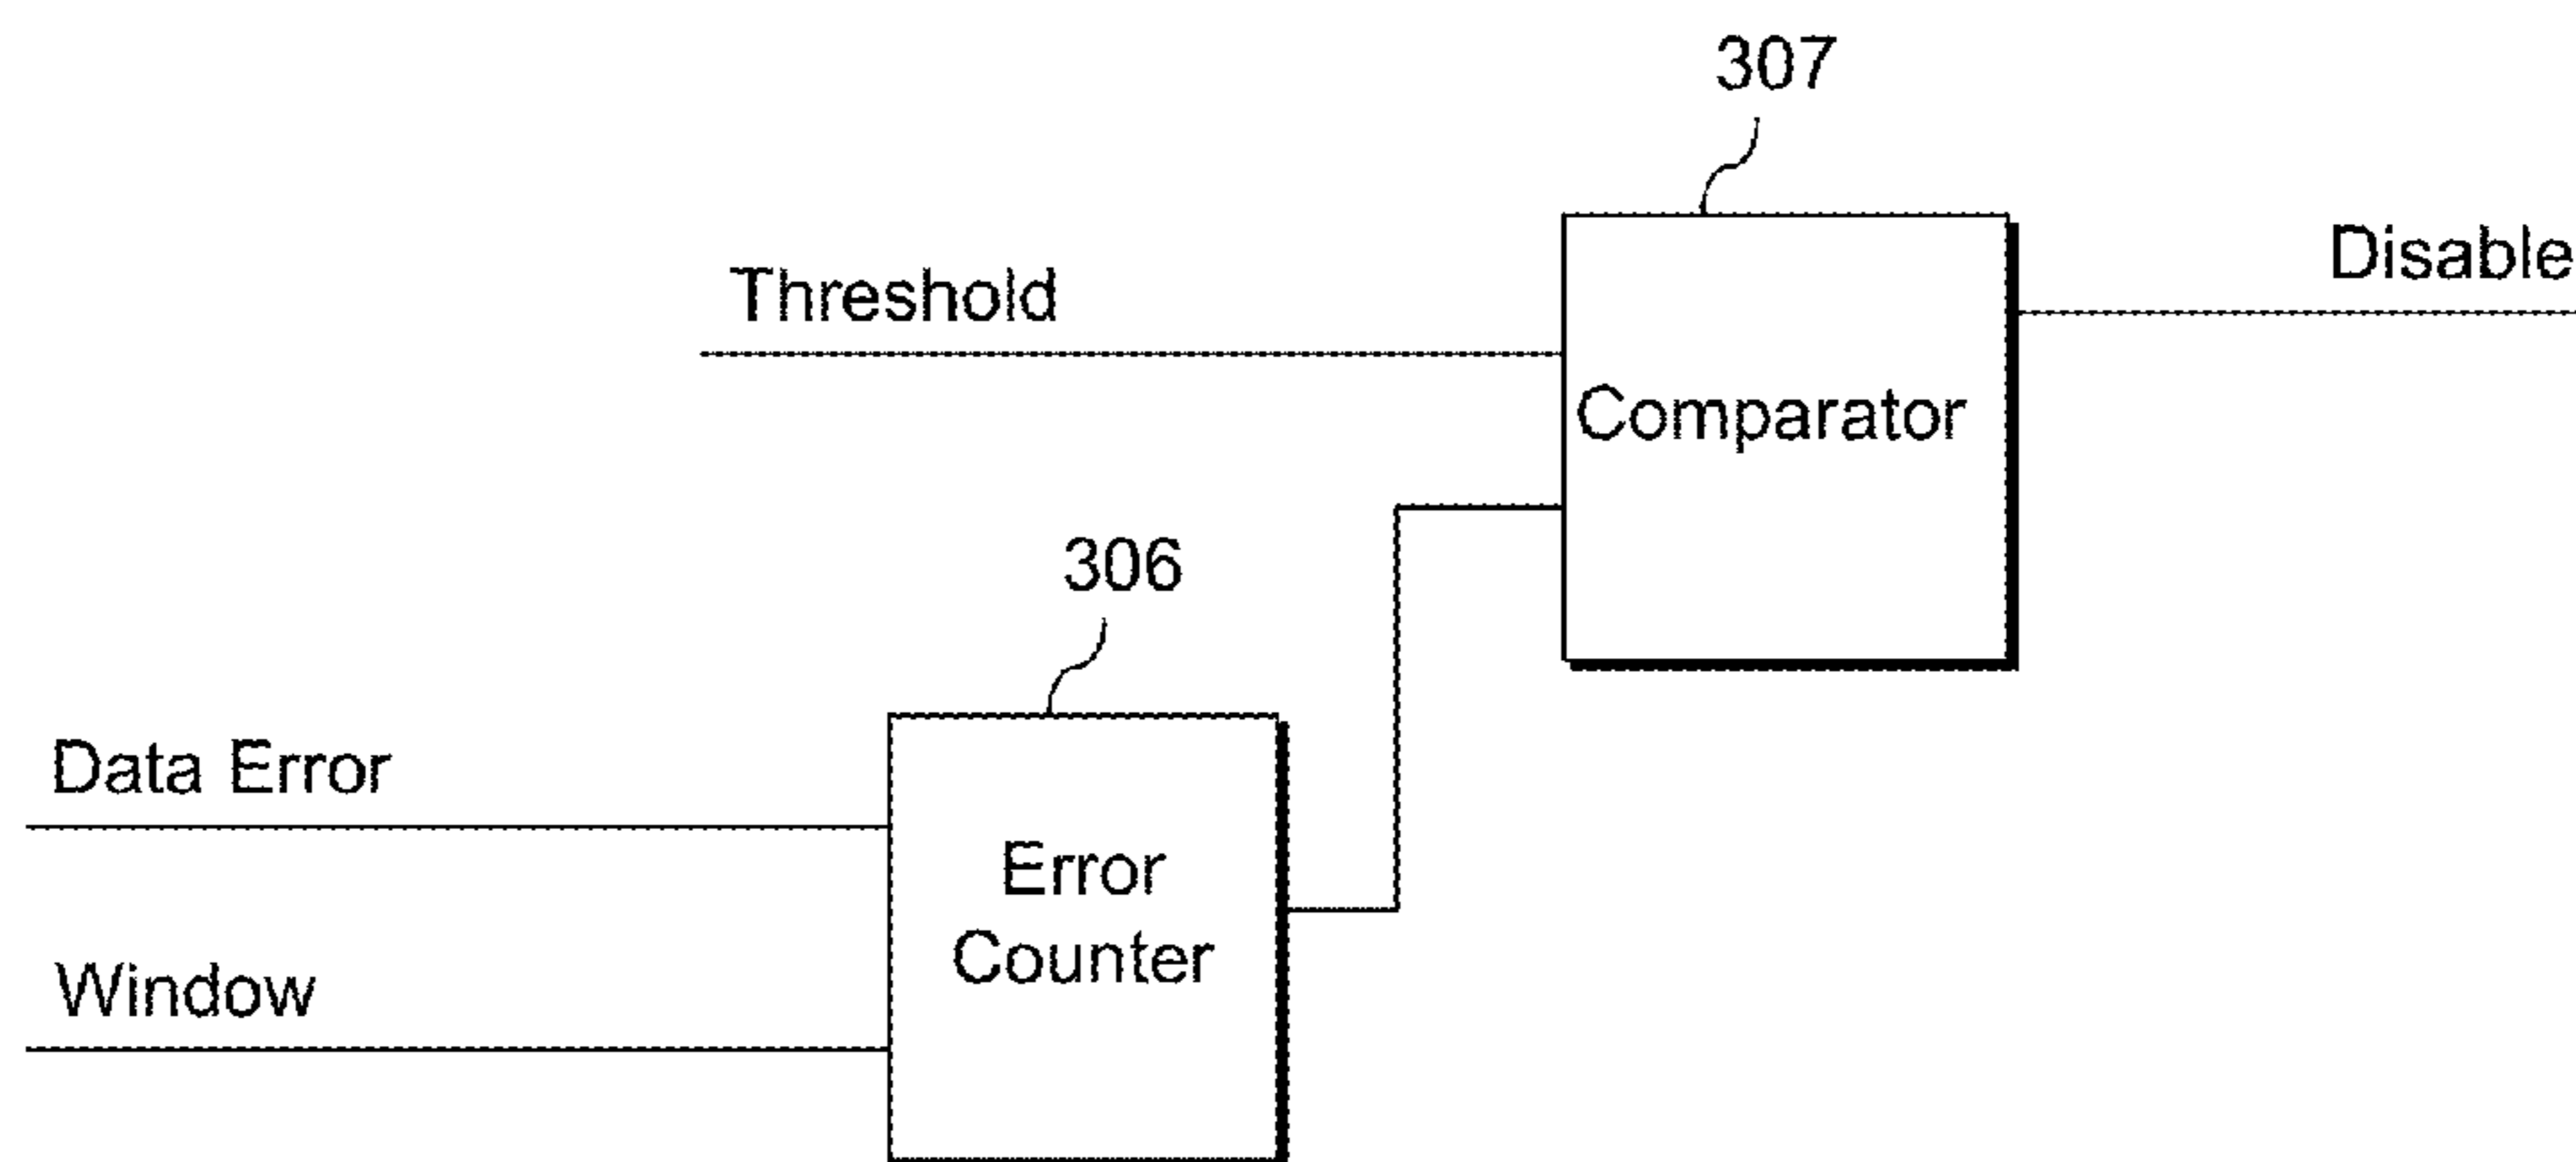 307
Threshold
Disable
Comparator
306
Data Error
Error
Counter
Window